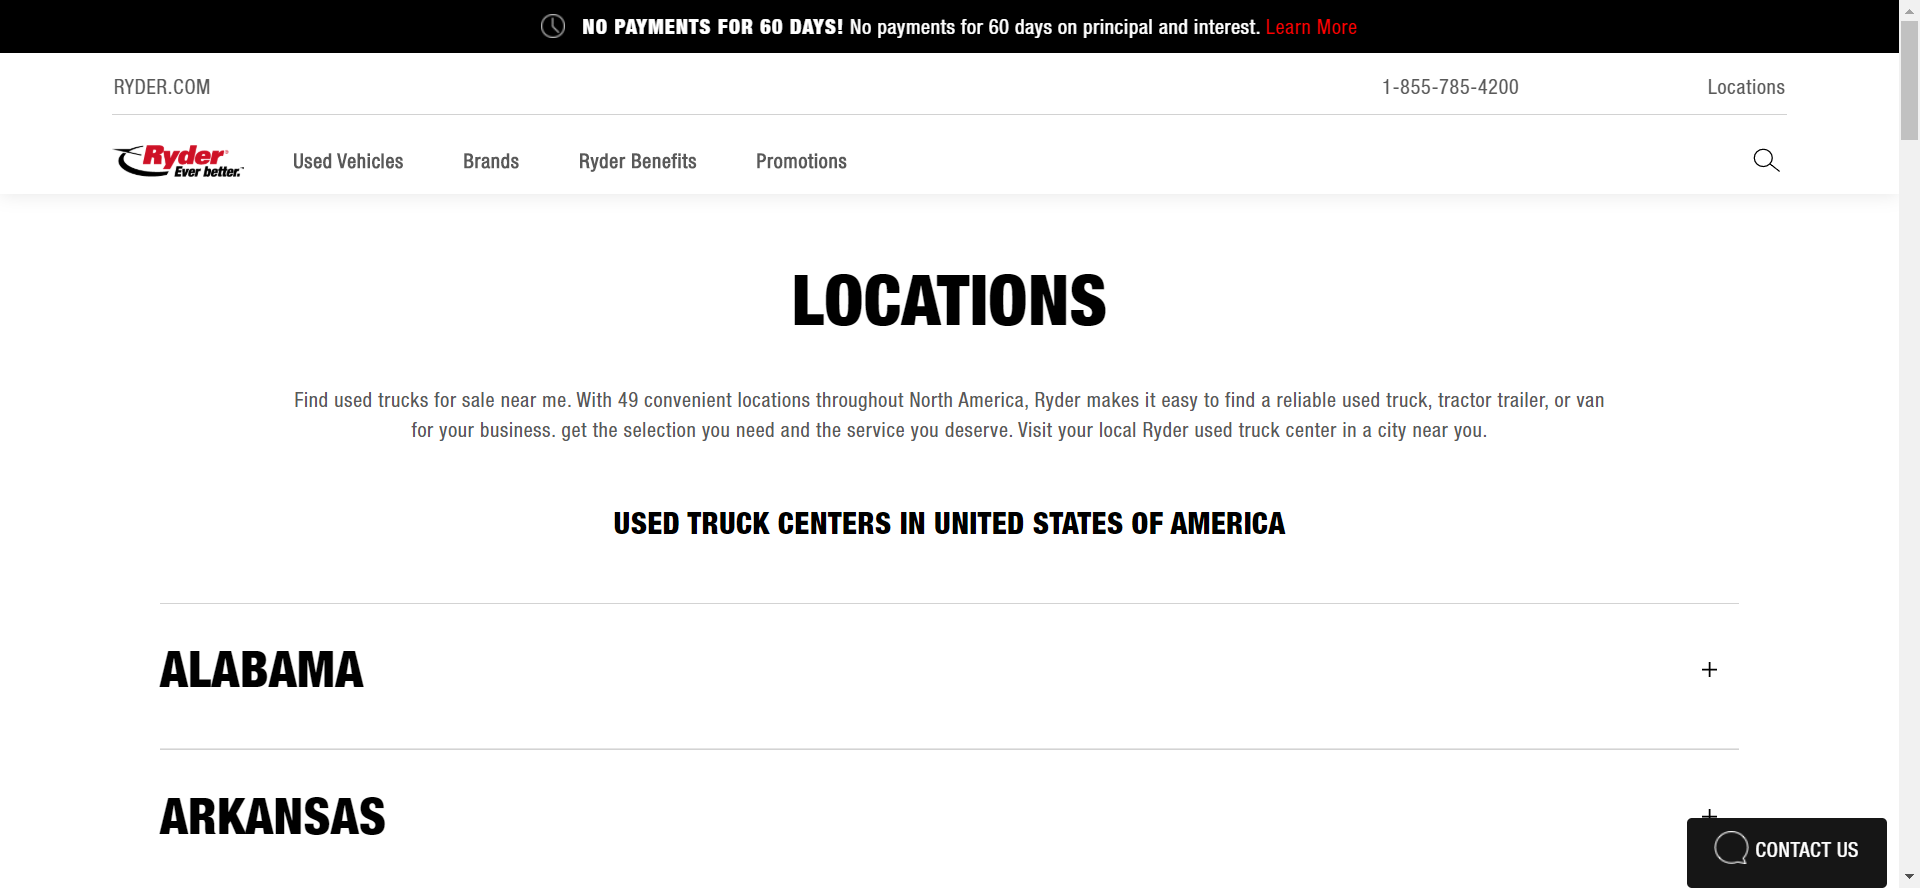 NO PAYMENTS FOR 60 DAYS! No payments for 60 days on principal and interest. Learn More
RYDER.COM
1-855-785-4200
Locations
Ryder
Ever better.™
Used Vehicles
Brands
Ryder Benefits
Promotions
LOCATIONS
Find used trucks for sale near me. With 49 convenient locations throughout North America, Ryder makes it easy to find a reliable used truck, tractor trailer, or van
for your business. get the selection you need and the service you deserve. Visit your local Ryder used truck center in a city near you.
USED TRUCK CENTERS IN UNITED STATES OF AMERICA
ALABAMA
+
ARKANSAS
+
CONTACT US